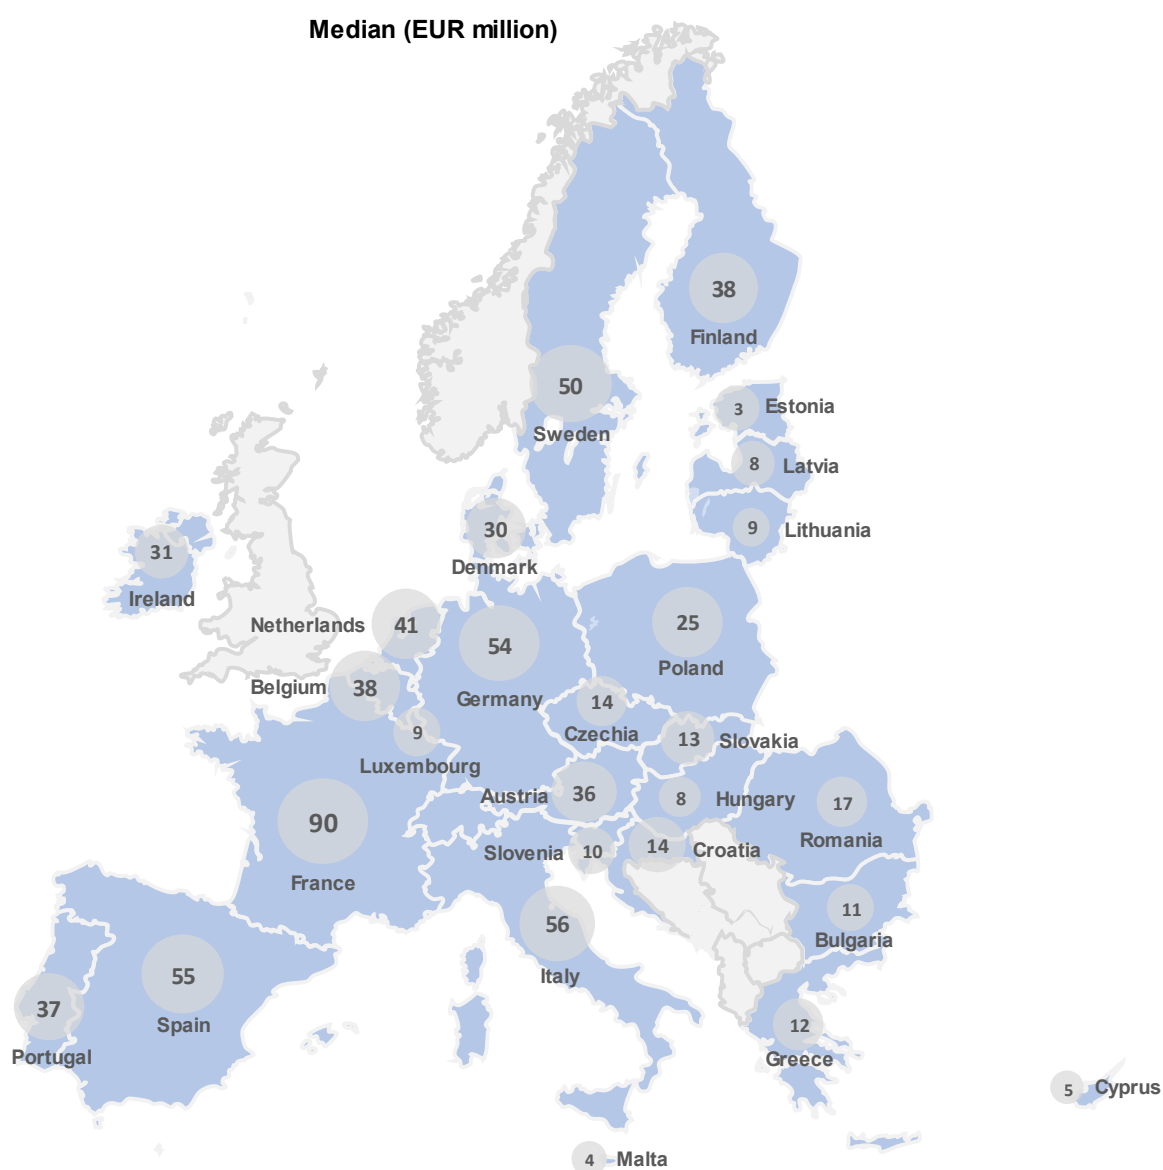 Median (EUR million)
38
Finland
50
Sweden
3
Estonia
8
Latvia
9
Lithuania
30
Denmark
31
Ireland
Netherlands
41
54
Germany
25
Poland
Belgium
38
14
Czechia
9
Luxembourg
13
Slovakia
Austria
36
8
Hungary
17
Romania
90
France
Slovenia
10
14
Croatia
11
Bulgaria
56
Italy
55
Spain
37
Portugal
12
Greece
5
Cyprus
4
Malta